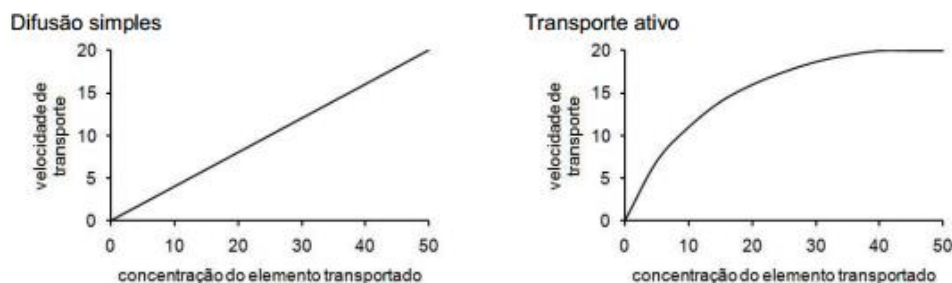 Difusão simples
20
15
10
5
0
velocidade de
transporte
0 10 20 30 40 50
concentração do elemento transportado
Transporte ativo
20
15
10
5
0
velocidade de
transporte
0 10 20 30 40 50
concentração do elemento transportado